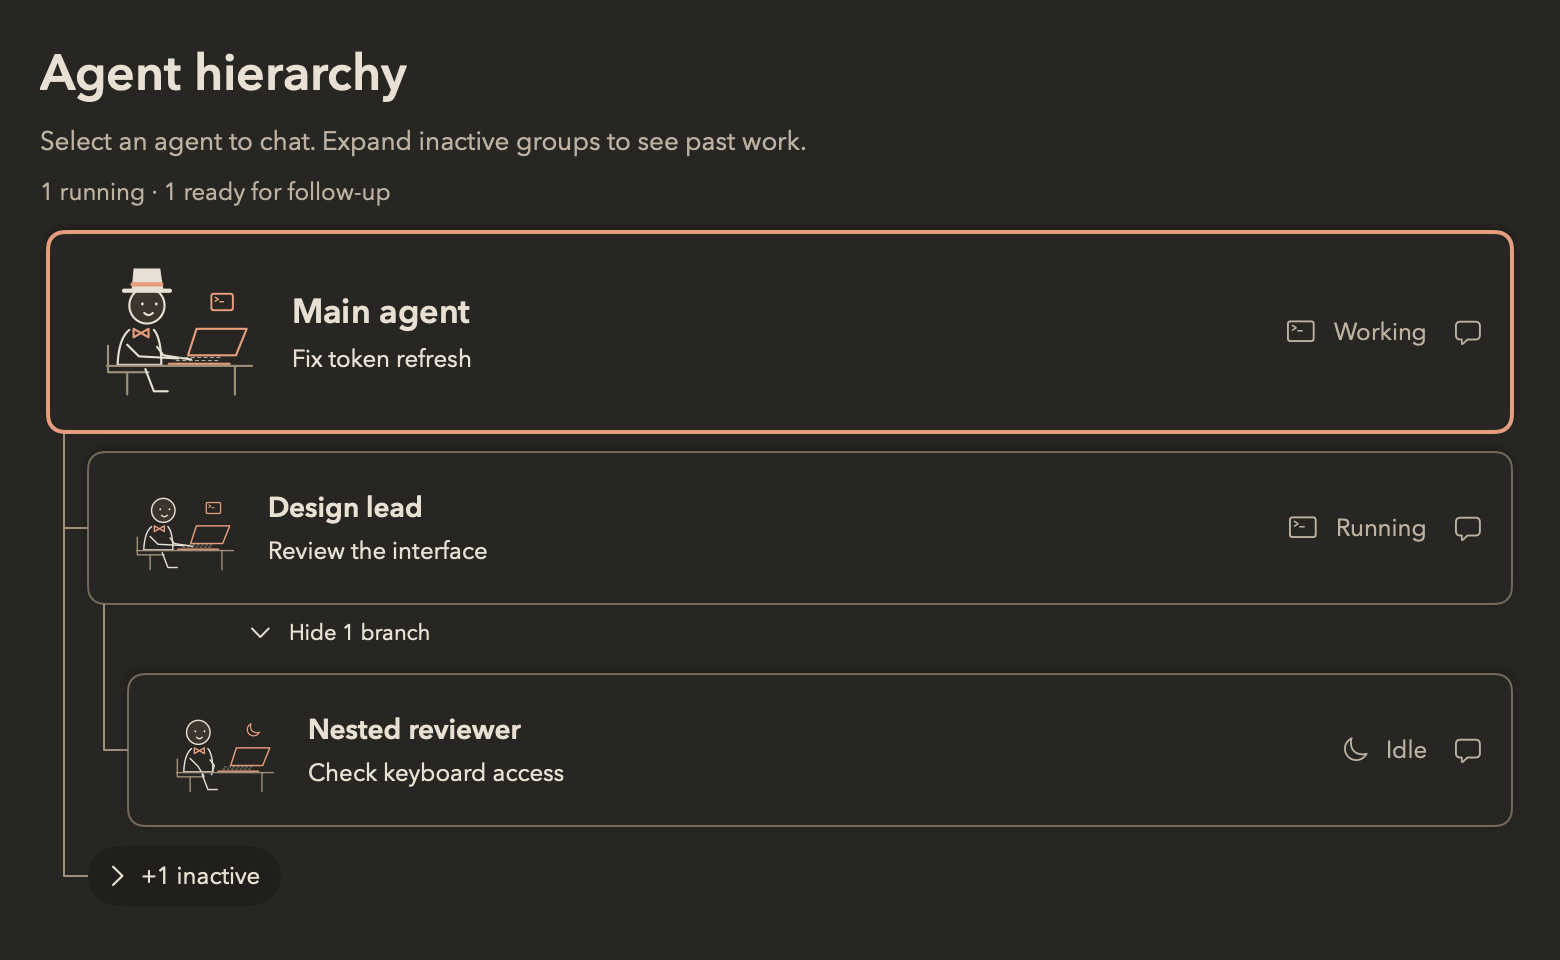 Agent hierarchy
Select an agent to chat. Expand inactive groups to see past work.
1 running · 1 ready for follow-up
Main agent
Fix token refresh
Working
Design lead
Review the interface
Running
Hide 1 branch
Nested reviewer
Check keyboard access
Idle
+1 inactive